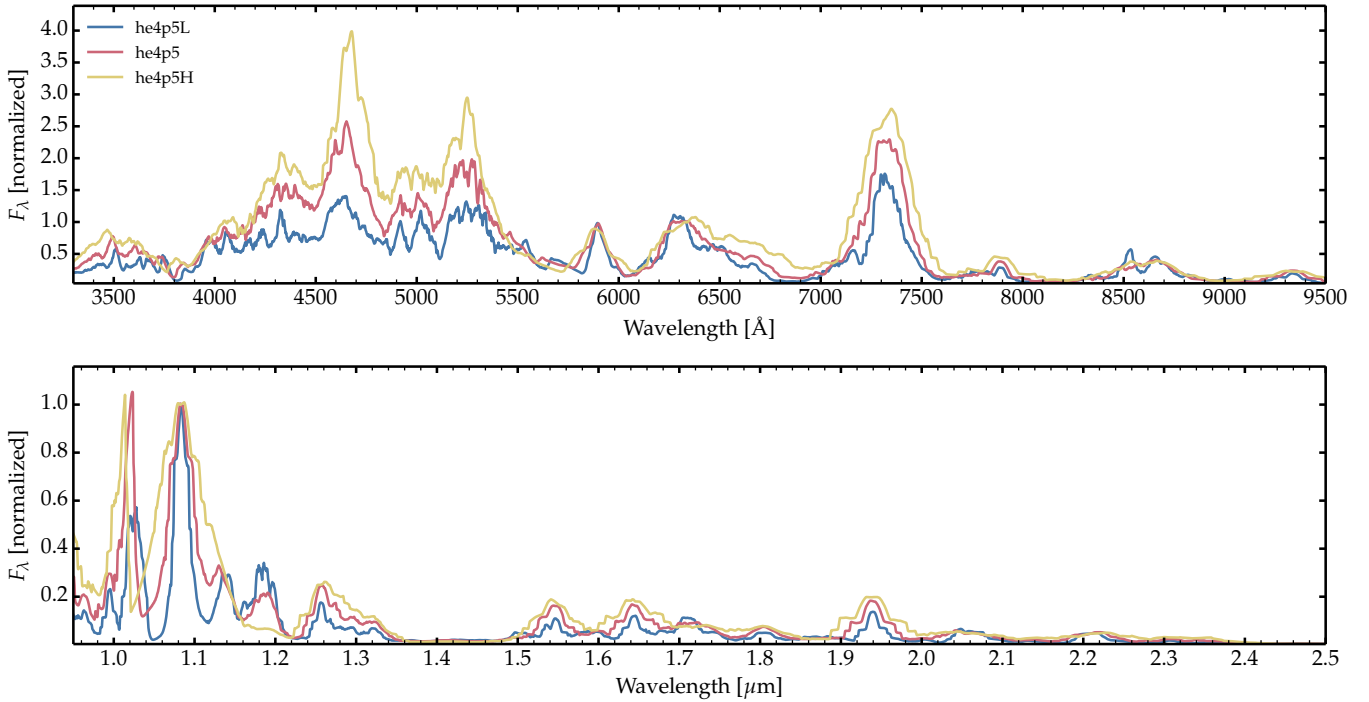 4.0
3.5
3.0
2.5
2.0
1.5
1.0
0.5
F_λ [normalized]
he4p5L
he4p5
he4p5H
3500 4000 4500 5000 5500 6000 6500 7000 7500 8000 8500 9000 9500
Wavelength [Å]
1.0
0.8
0.6
0.4
0.2
F_λ [normalized]
1.0 1.1 1.2 1.3 1.4 1.5 1.6 1.7 1.8 1.9 2.0 2.1 2.2 2.3 2.4 2.5
Wavelength [μm]